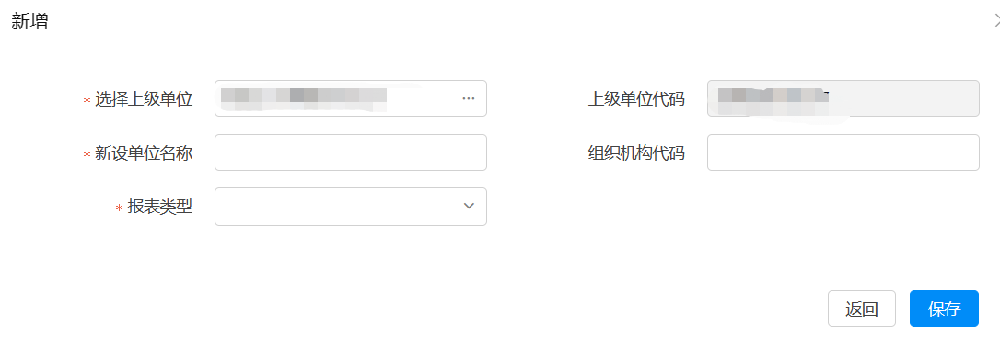 新增
* 选择上级单位 ···
上级单位代码
* 新设单位名称
组织机构代码
* 报表类型
返回 保存